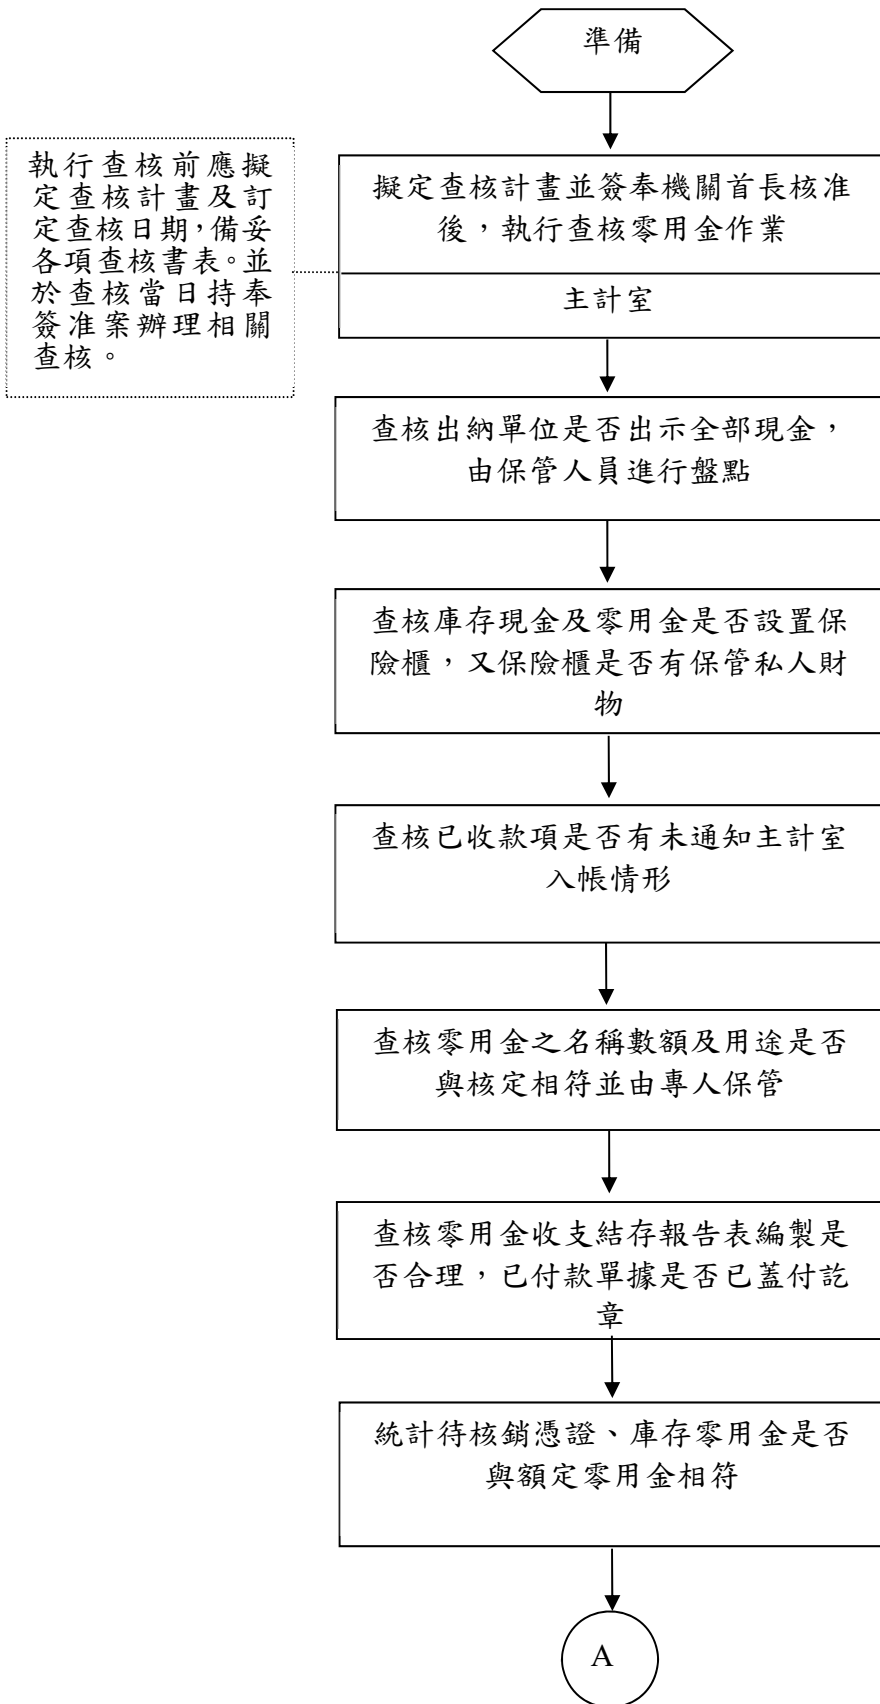 準備
執行查核前應擬
定查核計畫及訂
定查核日期，備妥
各項查核書表。並
於查核當日持奉
簽准案辦理相關
查核。
擬定查核計畫並簽奉機關首長核准
後，執行查核零用金作業
主計室
查核出納單位是否出示全部現金，
由保管人員進行盤點
查核庫存現金及零用金是否設置保
險櫃，又保險櫃是否有保管私人財
物
查核已收款項是否有未通知主計室
入帳情形
查核零用金之名稱數額及用途是否
與核定相符並由專人保管
查核零用金收支結存報告表編製是
否合理，已付款單據是否已蓋付訖
章
統計待核銷憑證、庫存零用金是否
與額定零用金相符
A